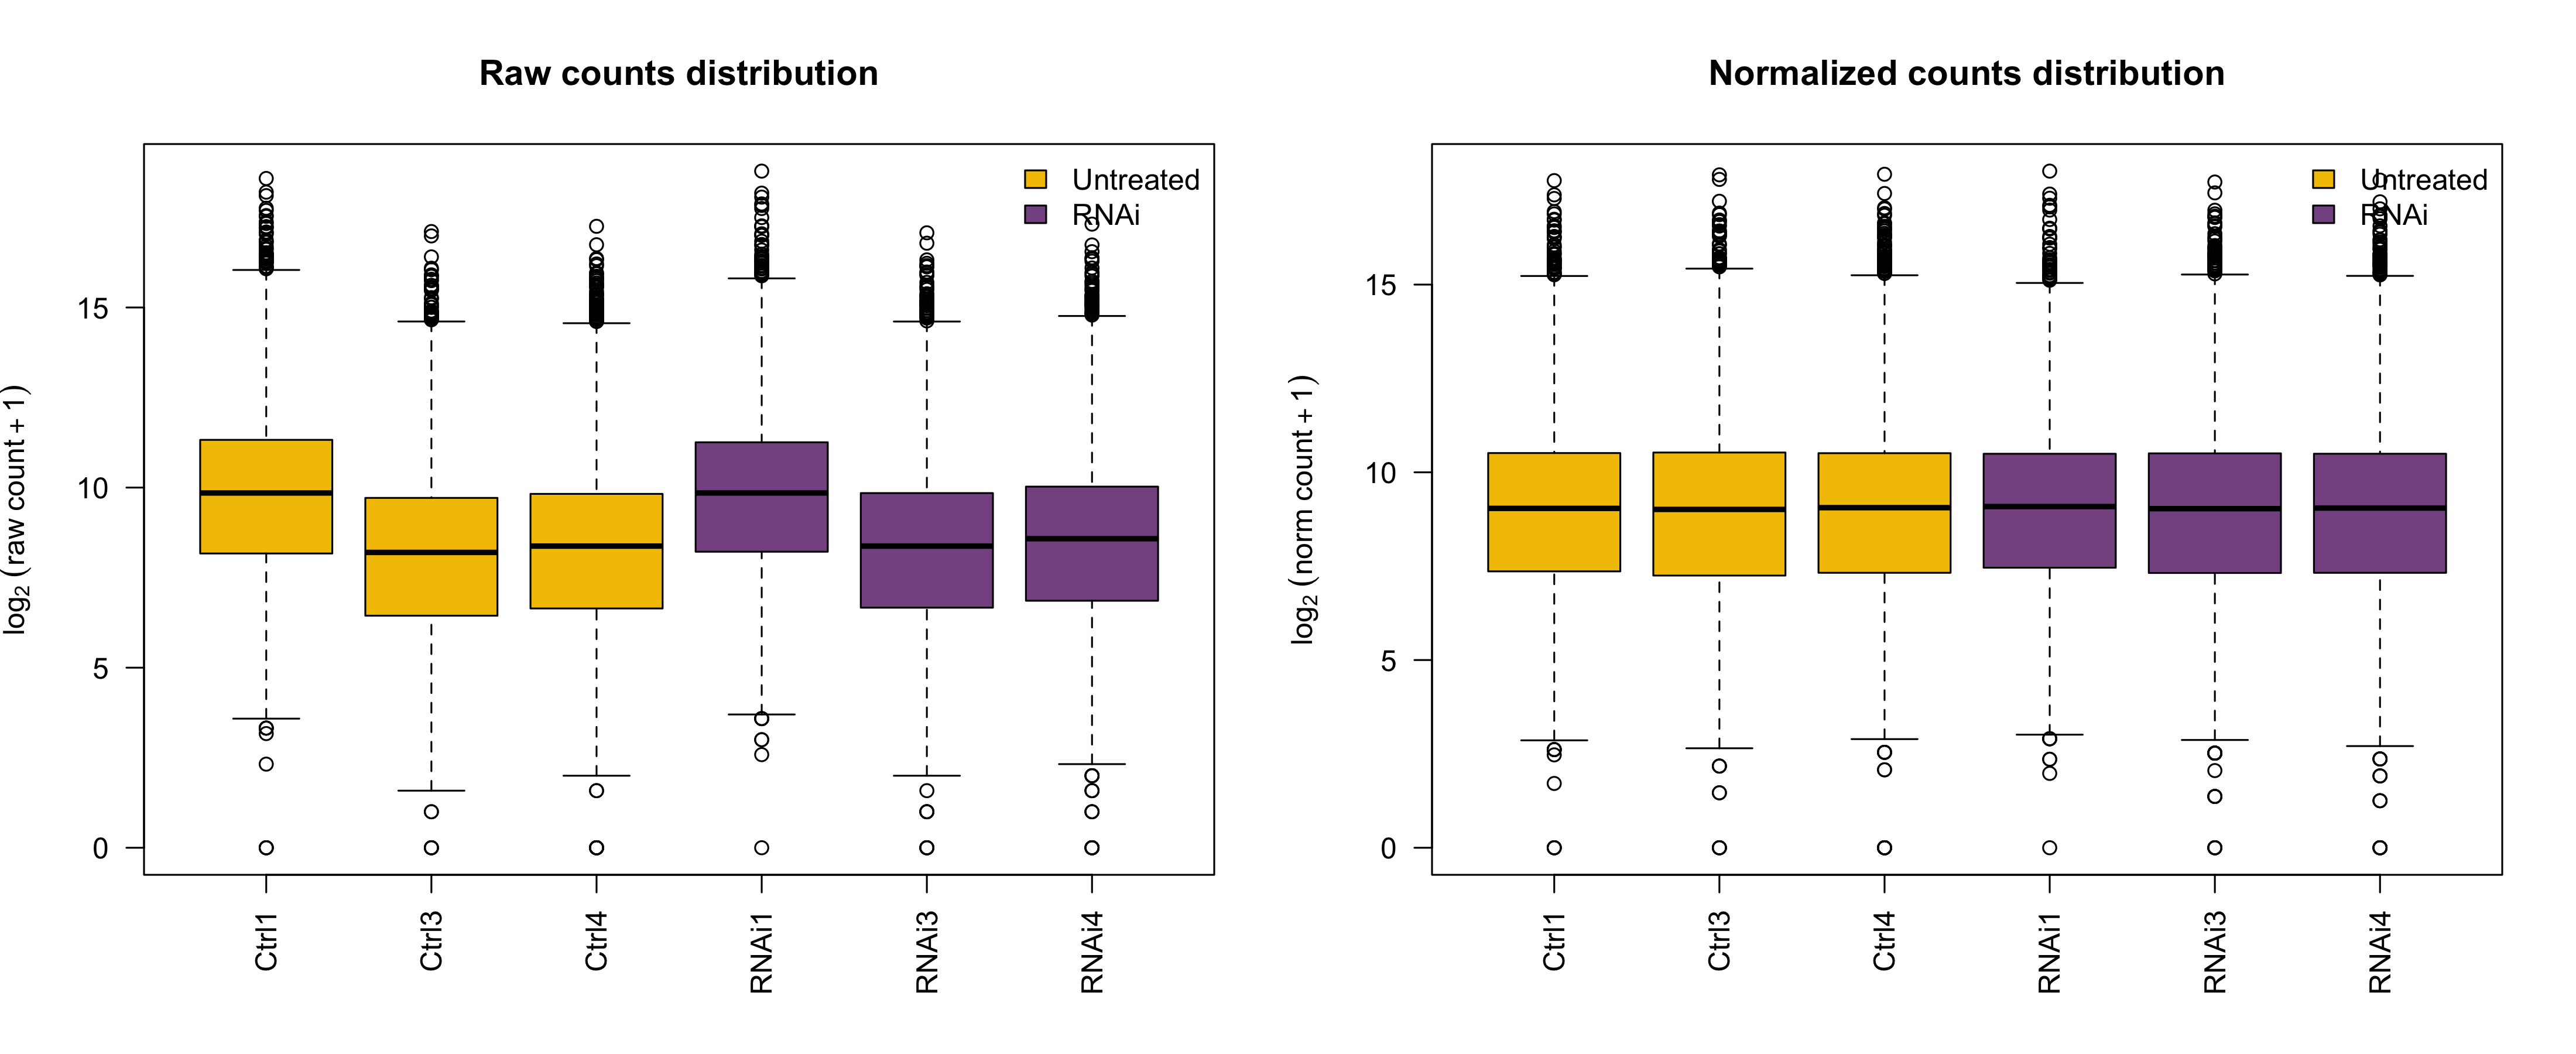 Raw counts distribution
Untreated
RNAi
log2 (raw count + 1)
15
10
5
0
Ctrl1
Ctrl3
Ctrl4
RNAi1
RNAi3
RNAi4
Normalized counts distribution
Untreated
RNAi
log2 (norm count + 1)
15
10
5
0
Ctrl1
Ctrl3
Ctrl4
RNAi1
RNAi3
RNAi4